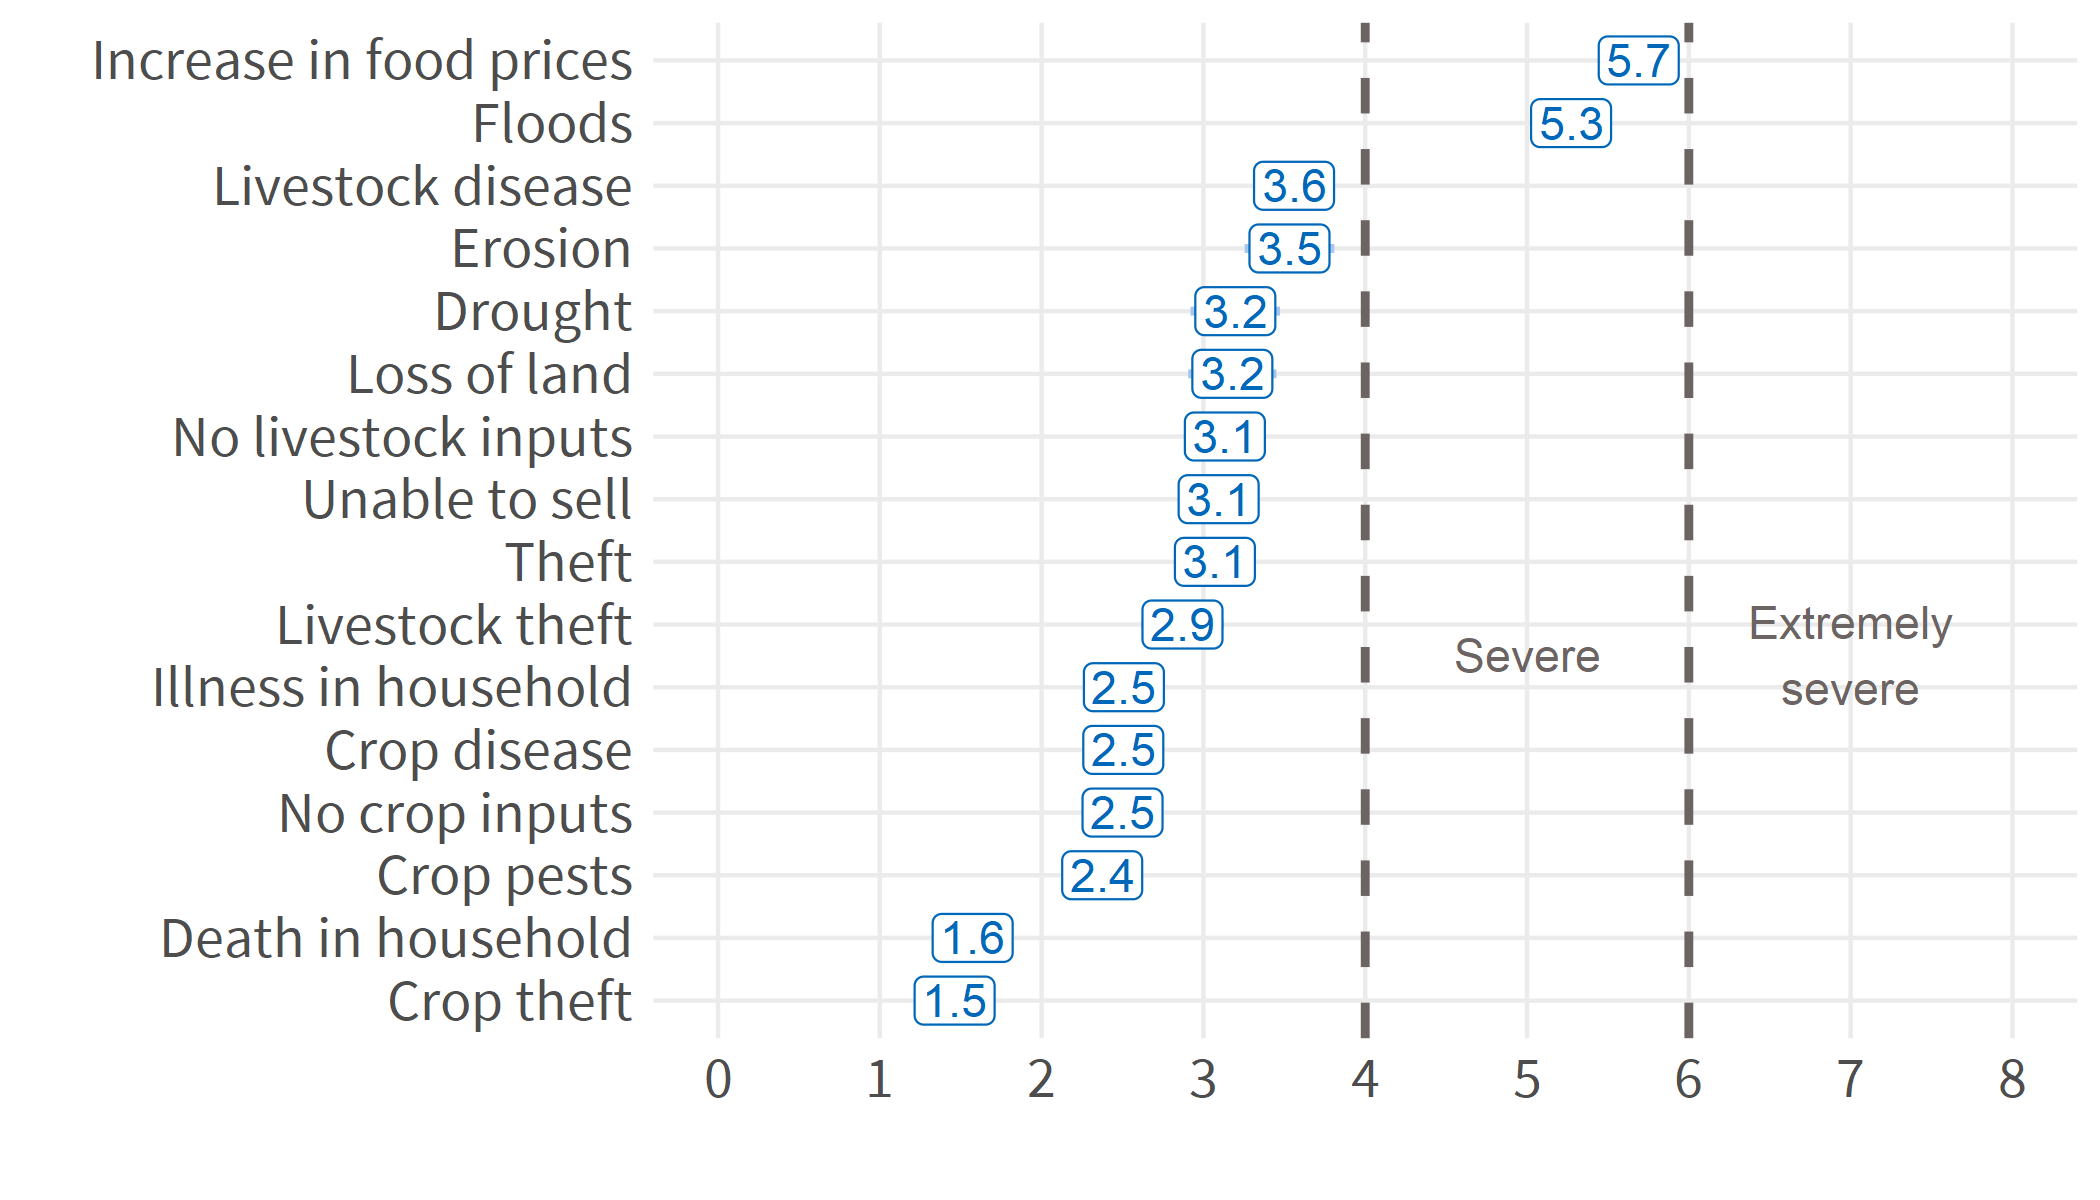 Increase in food prices 5.7
Floods 5.3
Livestock disease 3.6
Erosion 3.5
Drought 3.2
Loss of land 3.2
No livestock inputs 3.1
Unable to sell 3.1
Theft 3.1
Livestock theft 2.9 Extremely
Severe
Illness in household 2.5 severe
Crop disease 2.5
No crop inputs 2.5
Crop pests 2.4
Death in household 1.6
Crop theft 1.5
0 1 2 3 4 5 6 7 8